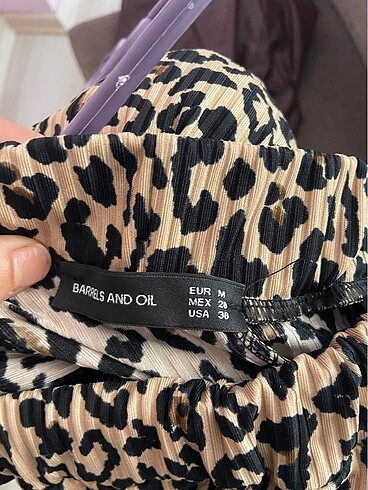 BARRELS AND OIL
EUR M
MEX 28
USA 38